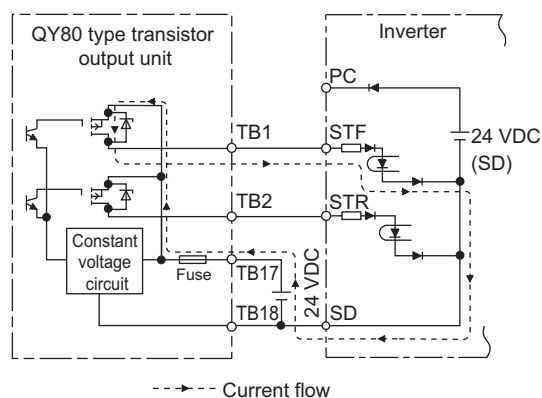 QY80 type transistor
output unit
Inverter
PC
TB1
STF
24 VDC
(SD)
TB2
STR
Constant
voltage
circuit
Fuse
TB17
24 VDC
TB18
SD
Current flow